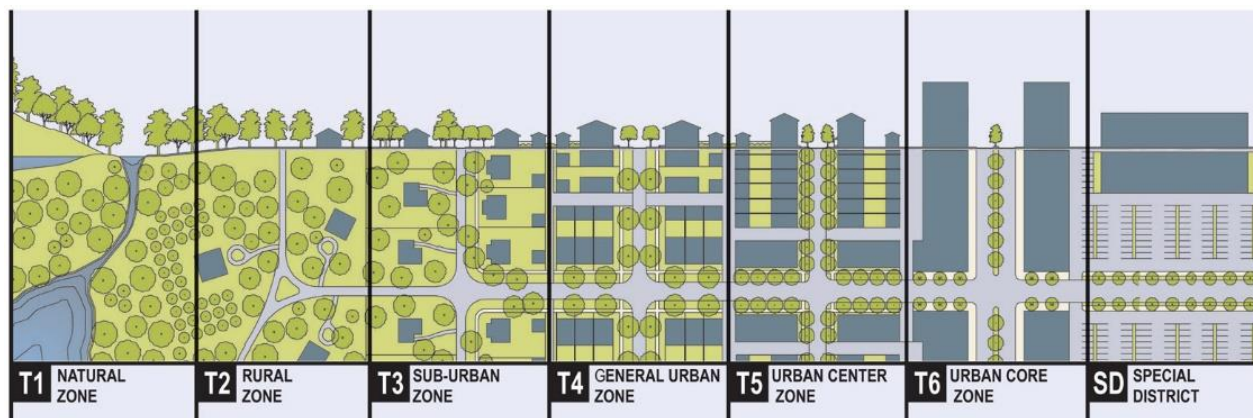 T1 NATURAL
ZONE
T2 RURAL
ZONE
T3 SUB-URBAN
ZONE
T4 GENERAL URBAN
ZONE
T5 URBAN CENTER
ZONE
T6 URBAN CORE
ZONE
SD SPECIAL
DISTRICT